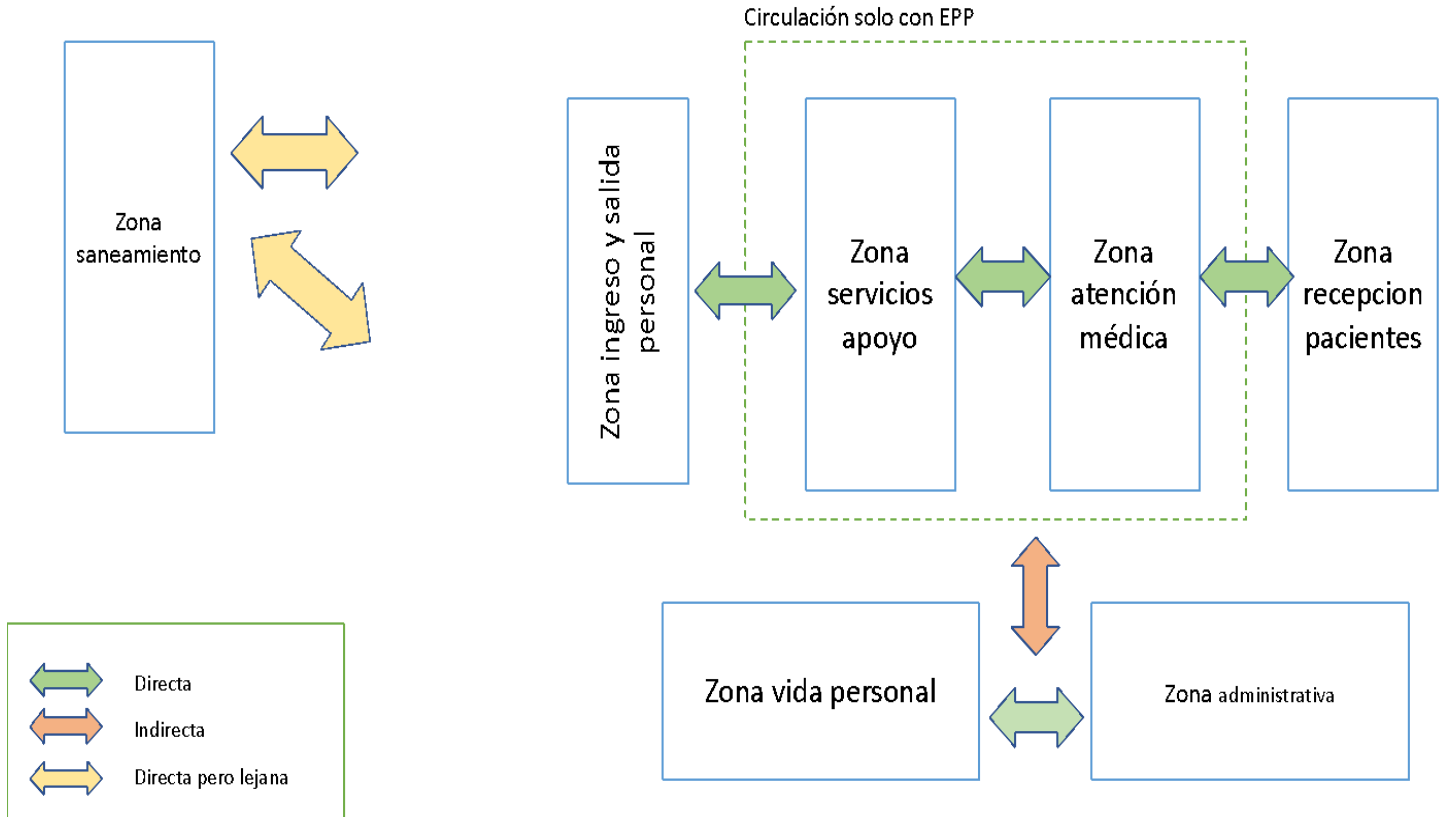 Circulación solo con EPP
Zona
saneamiento
Zona ingreso y salida
personal
Zona
servicios
apoyo
Zona
atención
médica
Zona
recepcion
pacientes
Zona vida personal
Zona administrativa
Directa
Indirecta
Directa pero lejana